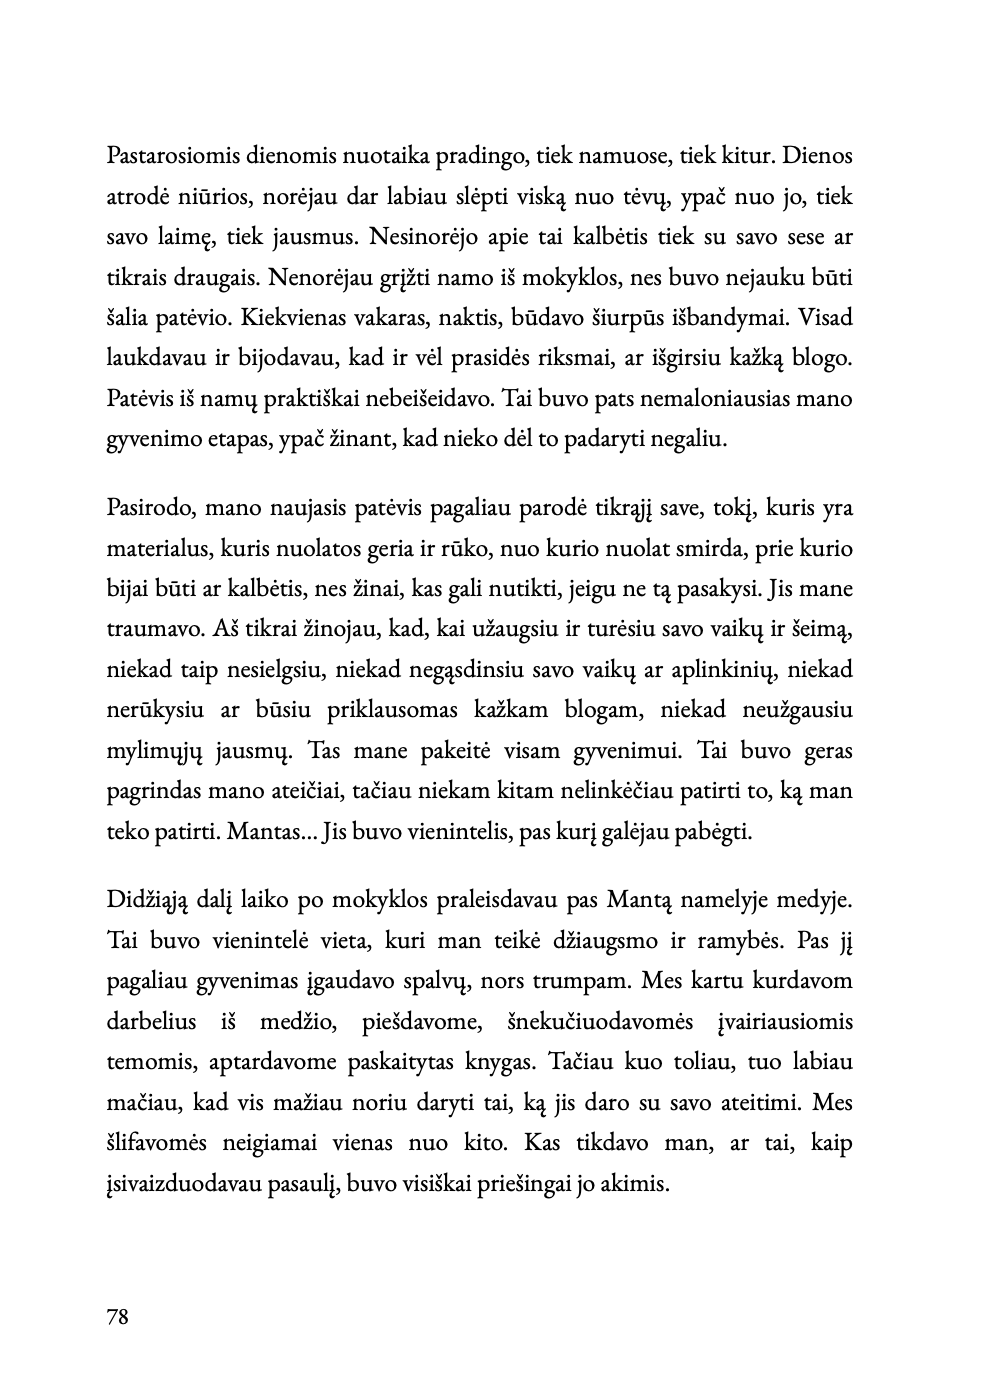 Pastarosiomis dienomis nuotaika pradingo, tiek namuose, tiek kitur. Dienos
atrodė niūrios, norėjau dar labiau slėpti viską nuo tėvų, ypač nuo jo, tiek
savo laimę, tiek jausmus. Nesinorėjo apie tai kalbėtis tiek su savo sese ar
tikrais draugais. Nenorėjau grįžti namo iš mokyklos, nes buvo nejauku būti
šalia patėvio. Kiekvienas vakaras, naktis, būdavo šiurpūs išbandymai. Visad
laukdavau ir bijodavau, kad ir vėl prasidės riksmai, ar išgirsiu kažką blogo.
Patėvis iš namų praktiškai nebeišeidavo. Tai buvo pats nemaloniausias mano
gyvenimo etapas, ypač žinant, kad nieko dėl to padaryti negaliu.
Pasirodo, mano naujasis patėvis pagaliau parodė tikrąjį save, tokį, kuris yra
materialus, kuris nuolatos geria ir rūko, nuo kurio nuolat smirda, prie kurio
bijai būti ar kalbėtis, nes žinai, kas gali nutikti, jeigu ne tą pasakysi. Jis mane
traumavo. Aš tikrai žinojau, kad, kai užaugsiu ir turėsiu savo vaikų ir šeimą,
niekad taip nesielgsiu, niekad negąsdinsiu savo vaikų ar aplinkinių, niekad
nerūkysiu ar būsiu priklausomas kažkam blogam, niekad neužgausiu
mylimųjų jausmų. Tas mane pakeitė visam gyvenimui. Tai buvo geras
pagrindas mano ateičiai, tačiau niekam kitam nelinkėčiau patirti to, ką man
teko patirti. Mantas... Jis buvo vienintelis, pas kurį galėjau pabėgti.
Didžiąją dalį laiko po mokyklos praleisdavau pas Mantą namelyje medyje.
Tai buvo vienintelė vieta, kuri man teikė džiaugsmo ir ramybės. Pas jį
pagaliau gyvenimas įgaudavo spalvų, nors trumpam. Mes kartu kurdavom
darbelius iš medžio, piešdavome, šnekučiuodavomės įvairiausiomis
temomis, aptardavome paskaitytas knygas. Tačiau kuo toliau, tuo labiau
mačiau, kad vis mažiau noriu daryti tai, ką jis daro su savo ateitimi. Mes
šlifavomės neigiamai vienas nuo kito. Kas tikdavo man, ar tai, kaip
įsivaizduodavau pasaulį, buvo visiškai priešingai jo akimis.
78